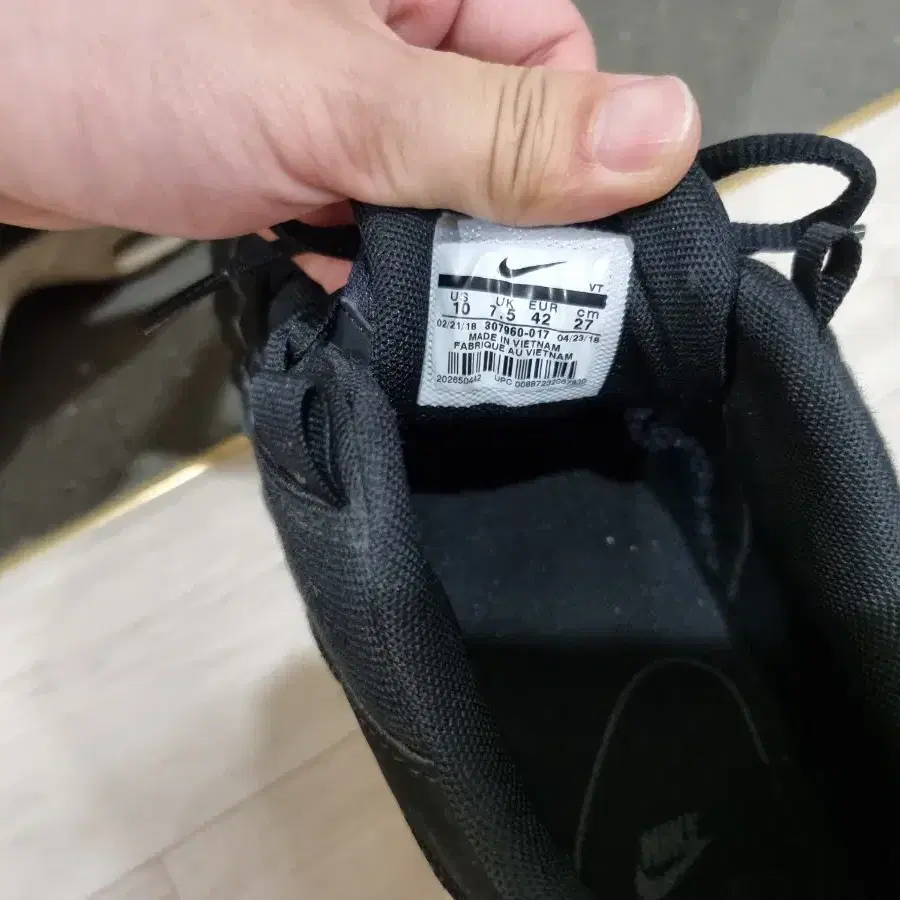 VT
US UK EUR cm
10 7.5 42 27
02/21/18 307960-017 04/23/18
MADE IN VIETNAM
FABRIQUE AU VIETNAM
UPC
NIKE